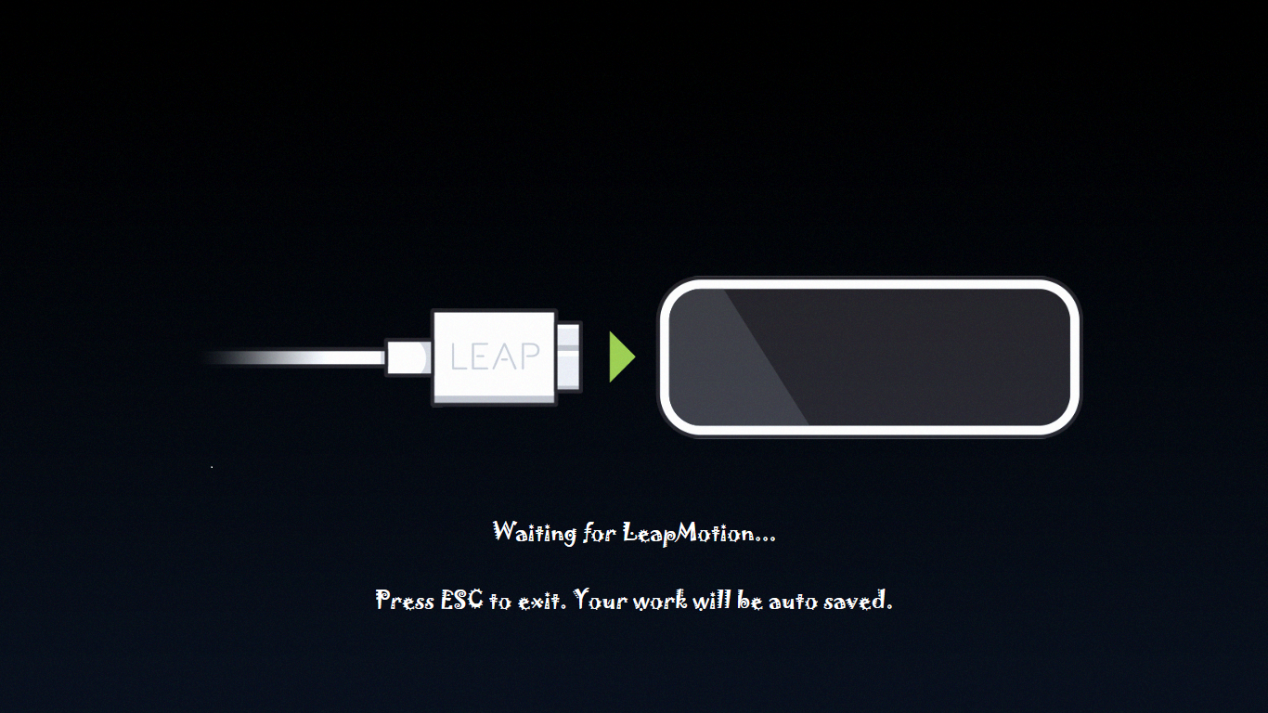 LEAP
Waiting for LeapMotion...
Press ESC to exit. Your work will be auto saved.